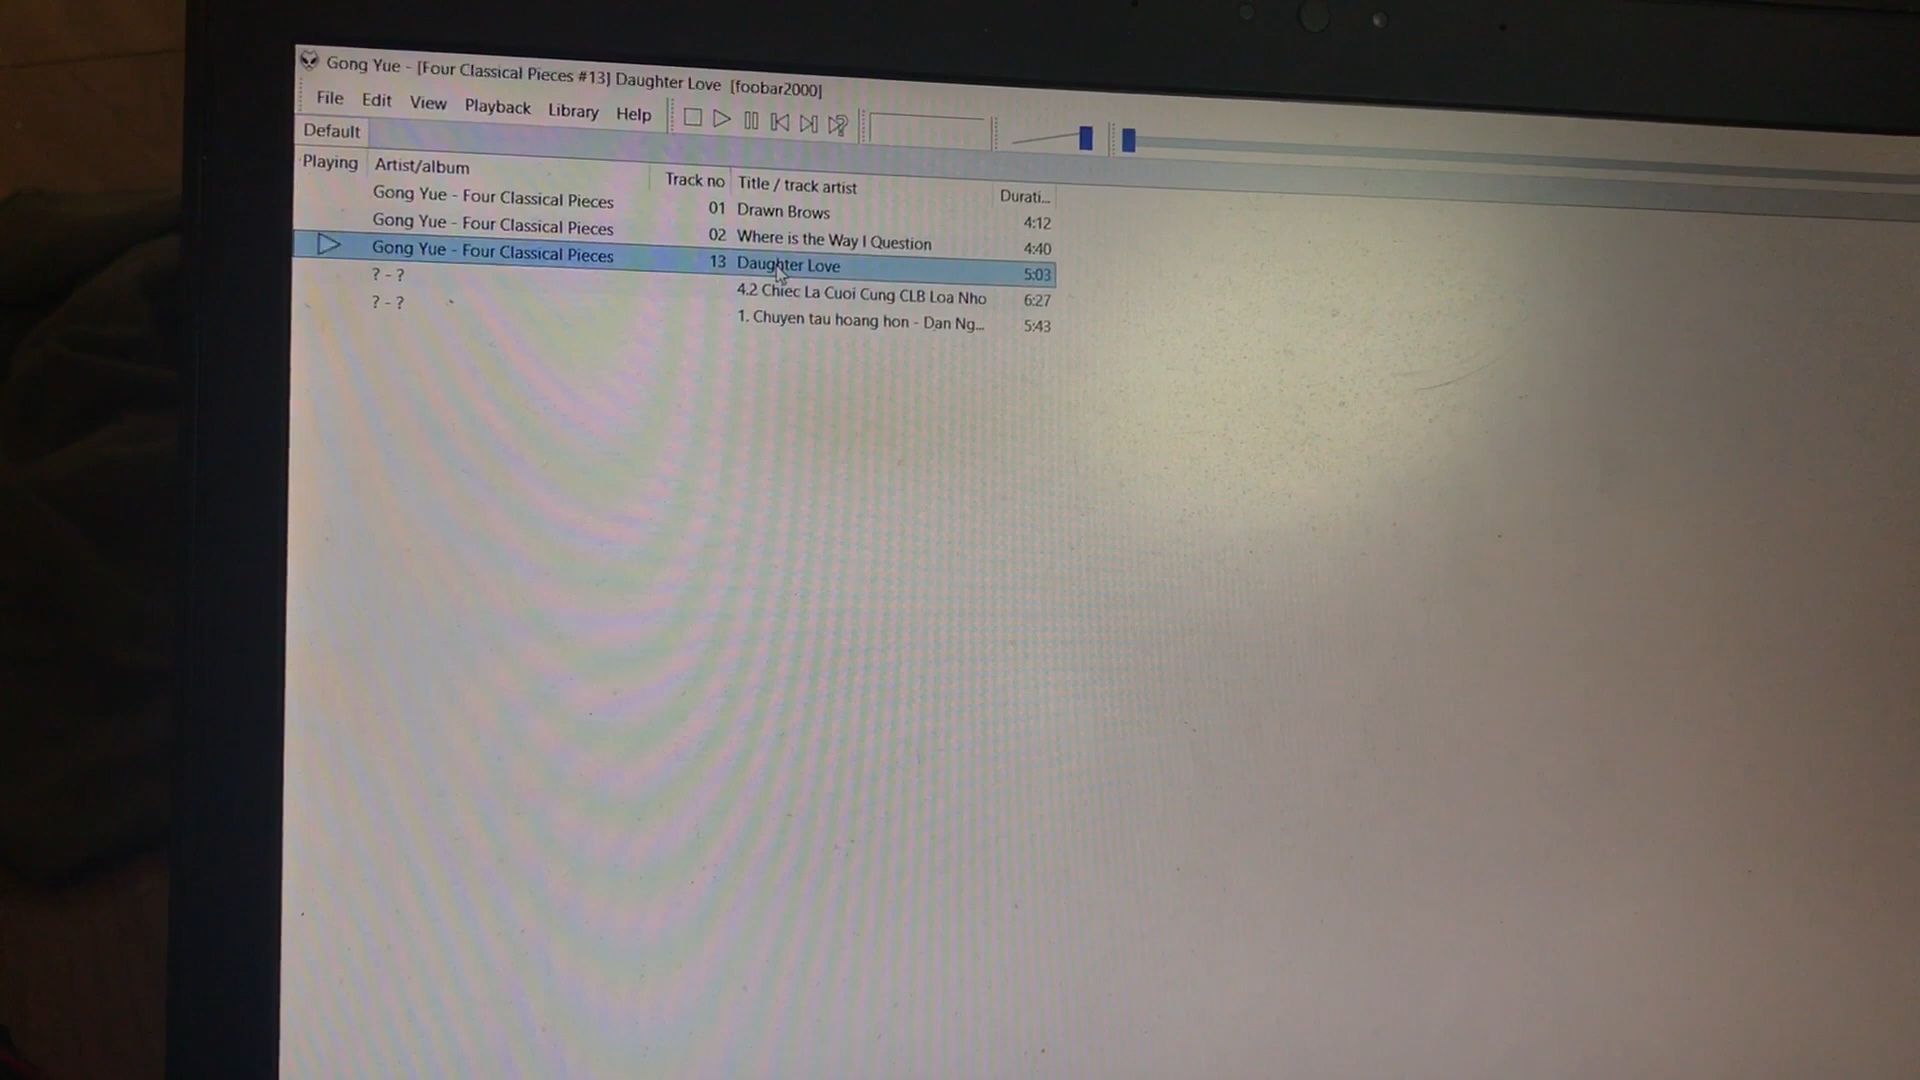 Gong Yue - [Four Classical Pieces #13] Daughter Love [foobar2000]
File Edit View Playback Library Help
Default
Playing Artist/album Track no Title / track artist Durati...
Gong Yue - Four Classical Pieces 01 Drawn Brows 4:12
Gong Yue - Four Classical Pieces 02 Where is the Way I Question 4:40
Gong Yue - Four Classical Pieces 13 Daughter Love 5:03
? - ? 4.2 Chiec La Cuoi Cung CLB Loa Nho 6:27
? - ? 1. Chuyen tau hoang hon - Dan Ng... 5:43